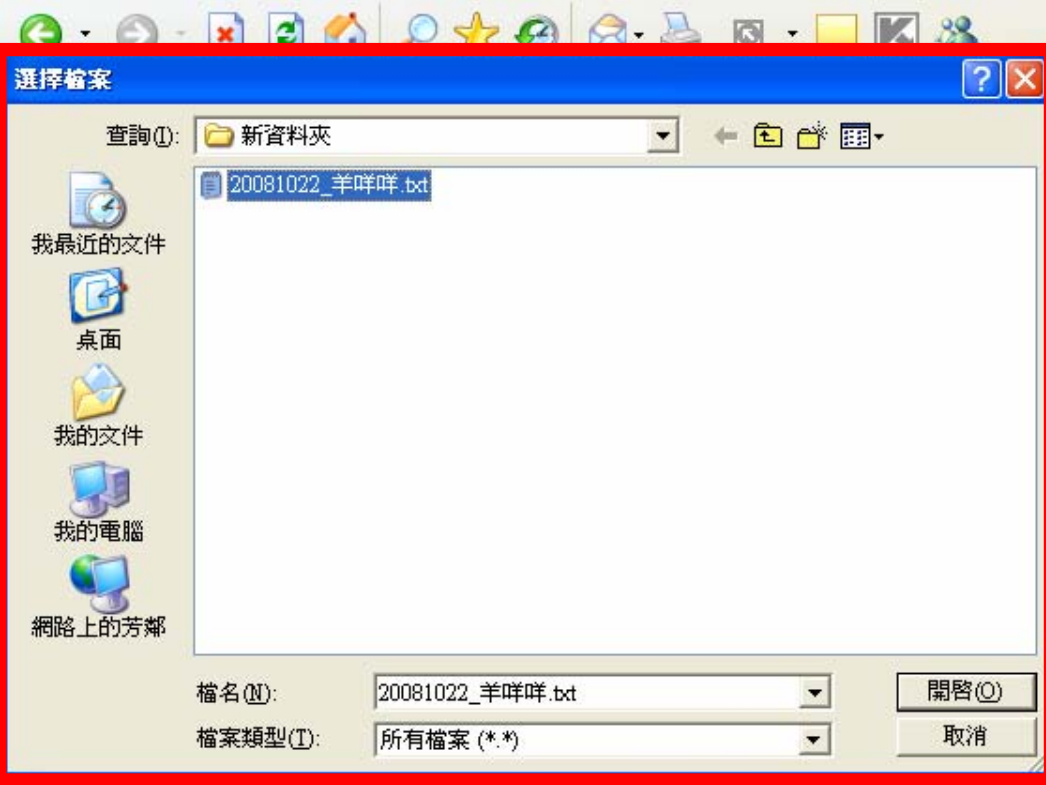 選擇檔案
查詢(I): 新資料夾
20081022_羊咩咩.txt
我最近的文件
桌面
我的文件
我的電腦
網路上的芳鄰
檔名(N): 20081022_羊咩咩.txt 開啓(O)
檔案類型(T): 所有檔案 (*.*) 取消